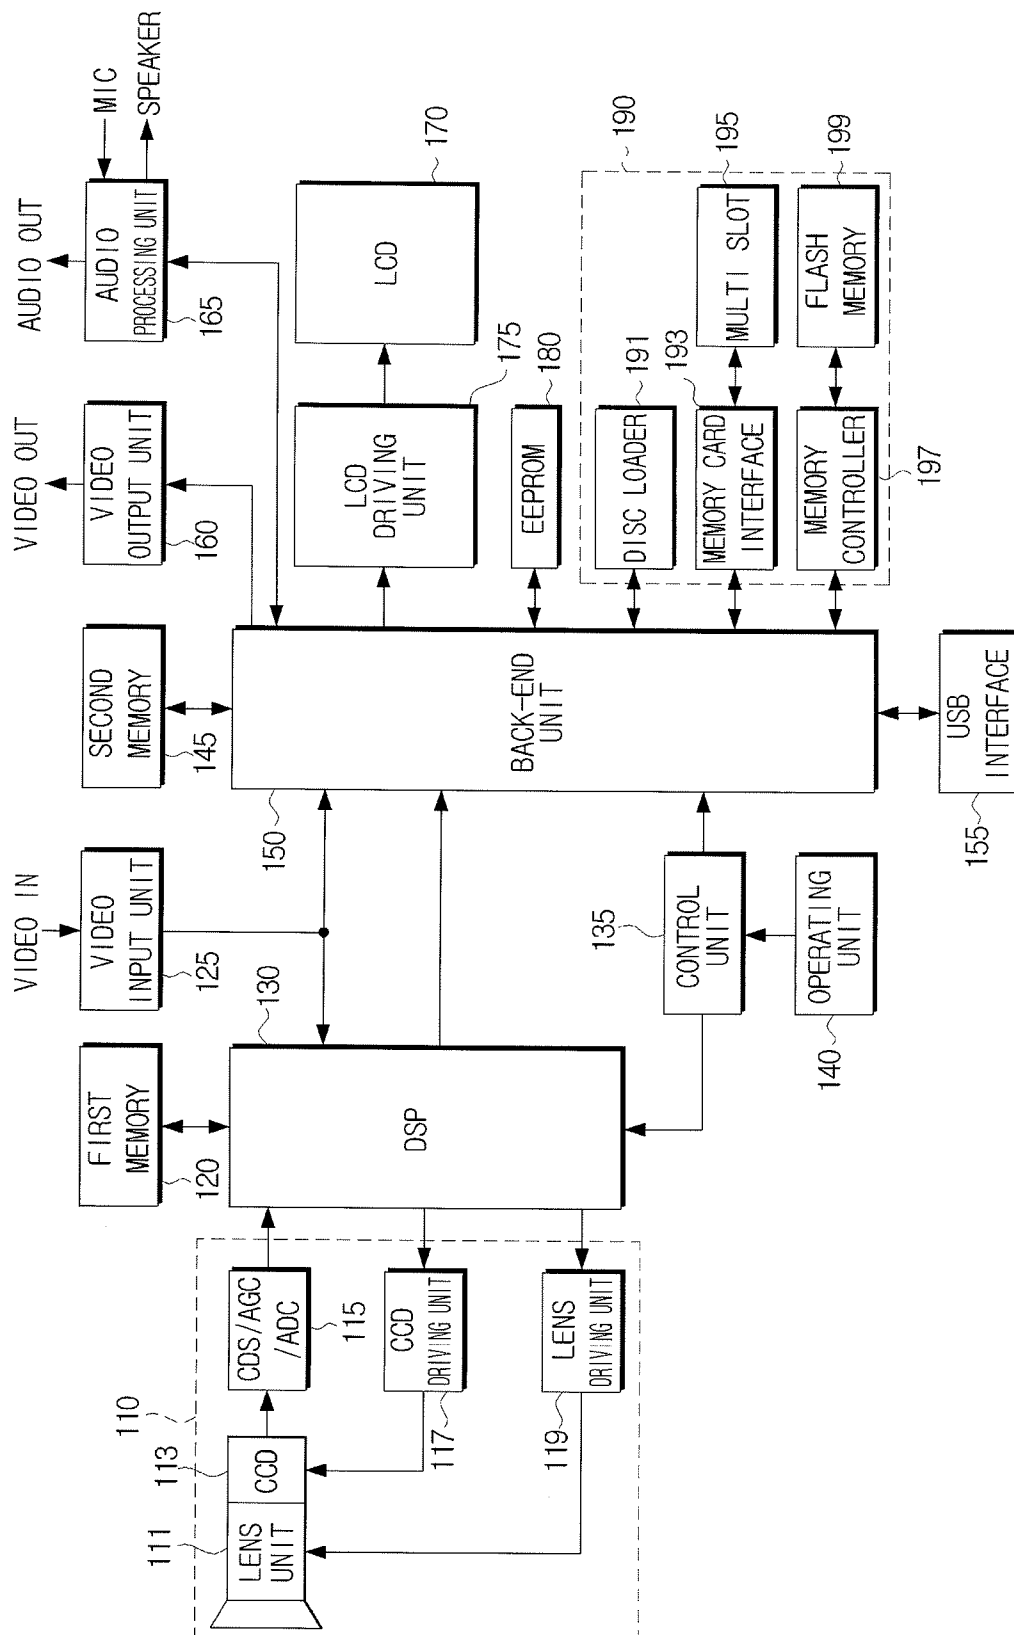 VIDEO IN
VIDEO OUT
AUDIO OUT
MIC
SPEAKER
FIRST
MEMORY
120
VIDEO
INPUT UNIT
125
SECOND
MEMORY
145
VIDEO
OUTPUT UNIT
160
AUDIO
PROCESSING UNIT
165
110
111
LENS
UNIT
113
CCD
CDS/AGC
/ADC
115
CCD
DRIVING UNIT
117
LENS
DRIVING UNIT
119
130
DSP
135
CONTROL
UNIT
OPERATING
UNIT
140
150
BACK-END
UNIT
USB
INTERFACE
155
LCD
DRIVING
UNIT
175
LCD
170
EEPROM
180
190
DISC LOADER
191
MEMORY CARD
INTERFACE
193
MULTI SLOT
195
MEMORY
CONTROLLER
197
FLASH
MEMORY
199